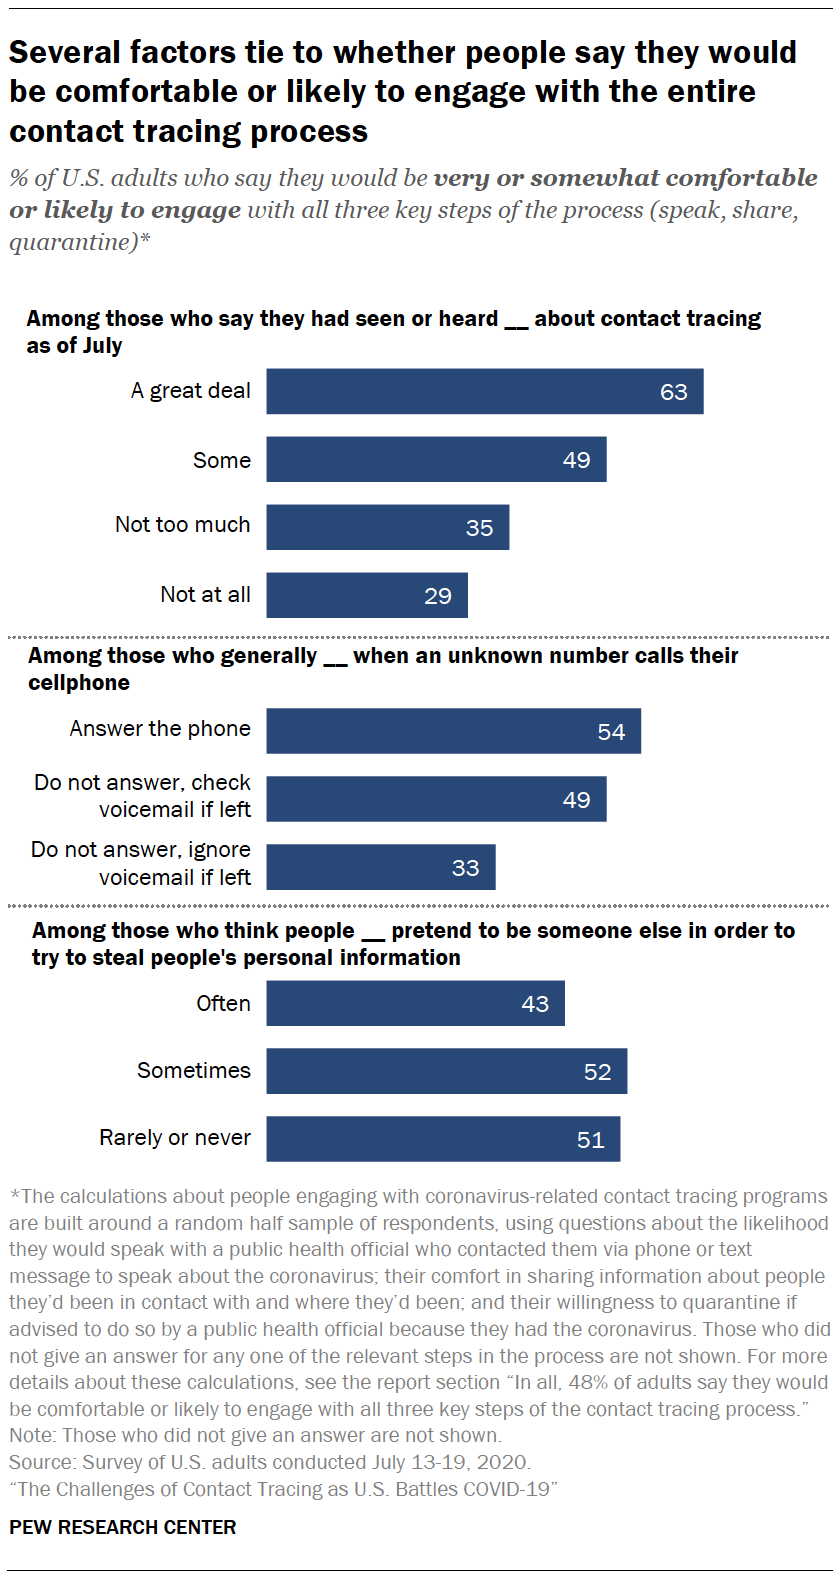 Several factors tie to whether people say they would
be comfortable or likely to engage with the entire
contact tracing process
% of U.S. adults who say they would be very or somewhat comfortable
or likely to engage with all three key steps of the process (speak, share,
quarantine)*
Among those who say they had seen or heard __ about contact tracing
as of July
A great deal 63
Some 49
Not too much 35
Not at all 29
Among those who generally __ when an unknown number calls their
cellphone
Answer the phone 54
Do not answer, check
voicemail if left 49
Do not answer, ignore
voicemail if left 33
Among those who think people __ pretend to be someone else in order to
try to steal people's personal information
Often 43
Sometimes 52
Rarely or never 51
*The calculations about people engaging with coronavirus-related contact tracing programs
are built around a random half sample of respondents, using questions about the likelihood
they would speak with a public health official who contacted them via phone or text
message to speak about the coronavirus; their comfort in sharing information about people
they’d been in contact with and where they’d been; and their willingness to quarantine if
advised to do so by a public health official because they had the coronavirus. Those who did
not give an answer for any one of the relevant steps in the process are not shown. For more
details about these calculations, see the report section “In all, 48% of adults say they would
be comfortable or likely to engage with all three key steps of the contact tracing process.”
Note: Those who did not give an answer are not shown.
Source: Survey of U.S. adults conducted July 13-19, 2020.
“The Challenges of Contact Tracing as U.S. Battles COVID-19”
PEW RESEARCH CENTER